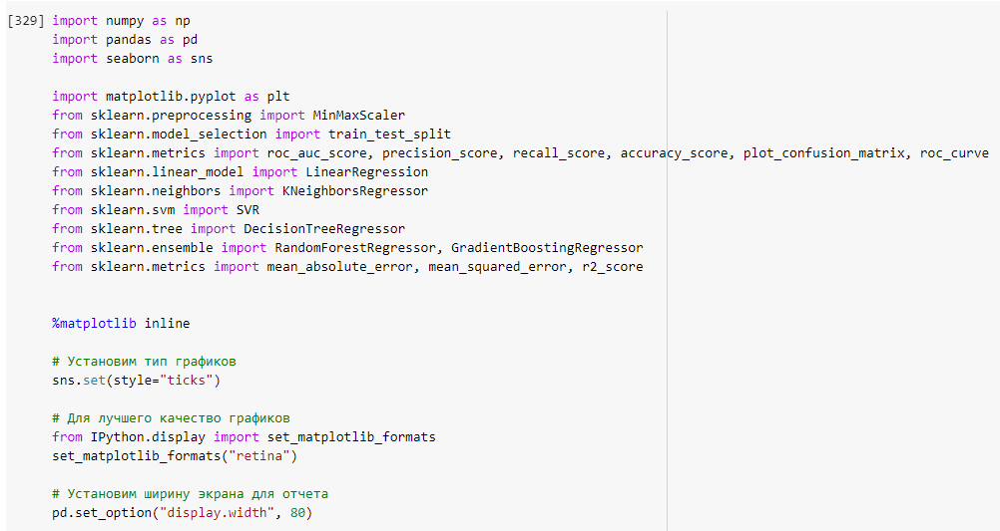 [329] import numpy as np
import pandas as pd
import seaborn as sns
import matplotlib.pyplot as plt
from sklearn.preprocessing import MinMaxScaler
from sklearn.model_selection import train_test_split
from sklearn.metrics import roc_auc_score, precision_score, recall_score, accuracy_score, plot_confusion_matrix, roc_curve
from sklearn.linear_model import LinearRegression
from sklearn.neighbors import KNeighborsRegressor
from sklearn.svm import SVR
from sklearn.tree import DecisionTreeRegressor
from sklearn.ensemble import RandomForestRegressor, GradientBoostingRegressor
from sklearn.metrics import mean_absolute_error, mean_squared_error, r2_score
%matplotlib inline
# Установим тип графиков
sns.set(style="ticks")
# Для лучшего качество графиков
from IPython.display import set_matplotlib_formats
set_matplotlib_formats("retina")
# Установим ширину экрана для отчета
pd.set_option("display.width", 80)